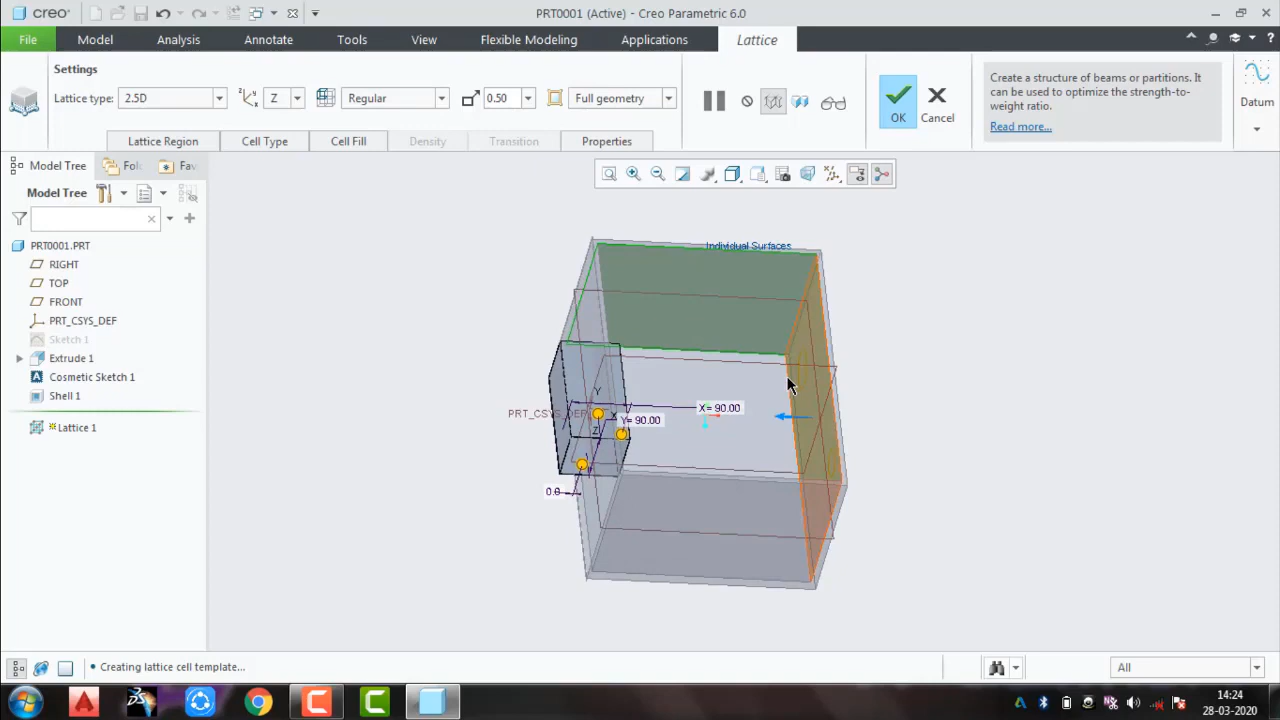 creo
PRT0001 (Active) - Creo Parametric 6.0
File Model Analysis Annotate Tools View Flexible Modeling Applications Lattice
Settings
Lattice type: 2.5D Z Regular 0.50 Full geometry
OK Cancel
Create a structure of beams or partitions. It
can be used to optimize the strength-to-
weight ratio.
Read more...
Datum
Lattice Region Cell Type Cell Fill Density Transition Properties
Model Tree Fol Fav
Model Tree
PRT0001.PRT
RIGHT
TOP
FRONT
PRT_CSYS_DEF
Sketch 1
Extrude 1
Cosmetic Sketch 1
Shell 1
Lattice 1
Individual Surfaces
Y
X= 90.00
PRT_CSYS_DEF X
Y= 90.00
Z
0.0
Creating lattice cell template...
All
14:24
28-03-2020